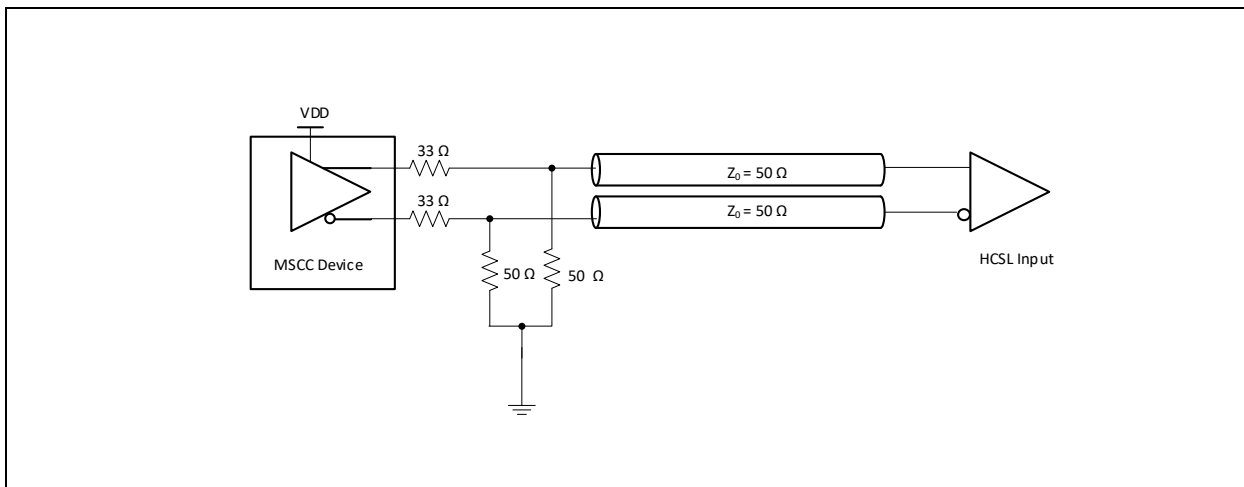 VDD
33 Ω
Z₀ = 50 Ω
33 Ω
Z₀ = 50 Ω
MSCC Device
50 Ω
50 Ω
HCSL Input